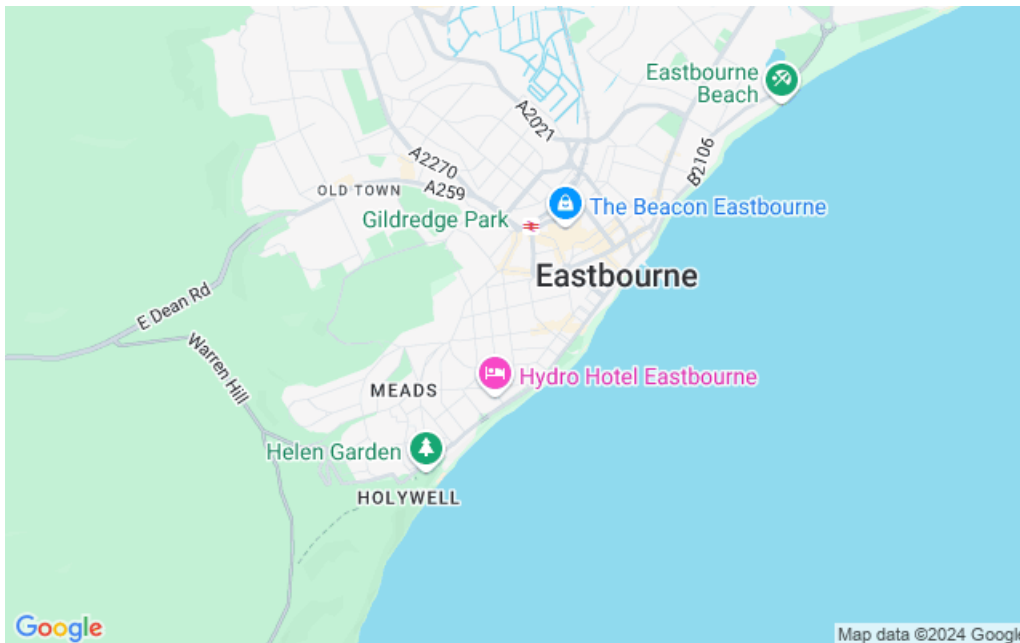 Eastbourne
Beach
A2021
B2106
A2270
OLD TOWN
A259
Gildredge Park
The Beacon Eastbourne
Eastbourne
E Dean Rd
Warren Hill
Hydro Hotel Eastbourne
MEADS
Helen Garden
HOLYWELL
Google
Map data ©2024 Google